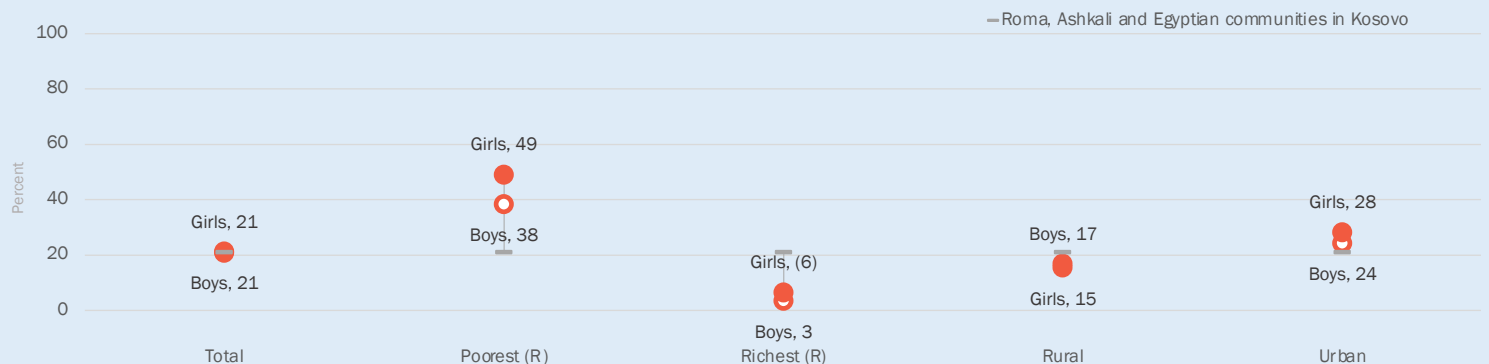 Roma, Ashkali and Egyptian communities in Kosovo
100
80
60
40
20
0
Percent
Girls, 21
Boys, 21
Girls, 49
Boys, 38
Girls, (6)
Boys, 3
Boys, 17
Girls, 15
Girls, 28
Boys, 24
Total
Poorest (R)
Richest (R)
Rural
Urban